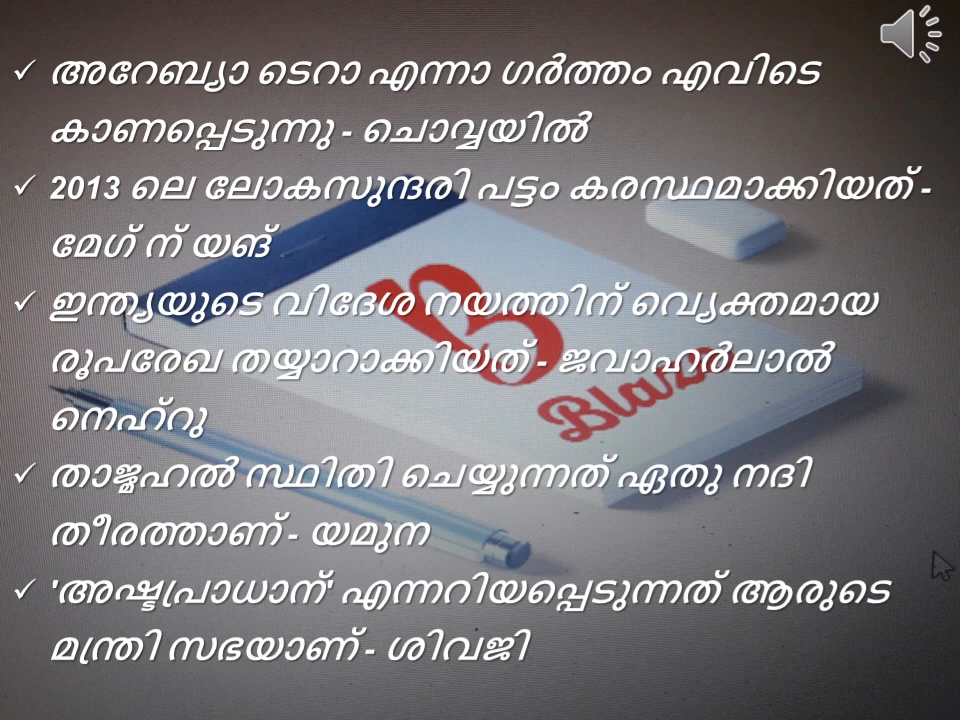 അറേബ്യാ ടെറാ എന്നാ ഗർത്തം എവിടെ
കാണപ്പെടുന്നു - ചൊവ്വയിൽ
2013 ലെ ലോകസുന്ദരി പട്ടം കരസ്ഥമാക്കിയത് -
മേഗ് ന് യങ്
ഇന്ത്യയുടെ വിദേശ നയത്തിന് വ്യെക്തമായ
രൂപരേഖ തയ്യാറാക്കിയത് - ജവാഹർലാൽ
നെഹ്റു
താജ്മഹൽ സ്ഥിതി ചെയ്യുന്നത് ഏതു നദി
തീരത്താണ് - യമുന
'അഷ്ടപ്രാധാന്' എന്നറിയപ്പെടുന്നത് ആരുടെ
മന്ത്രി സഭയാണ് - ശിവജി
B